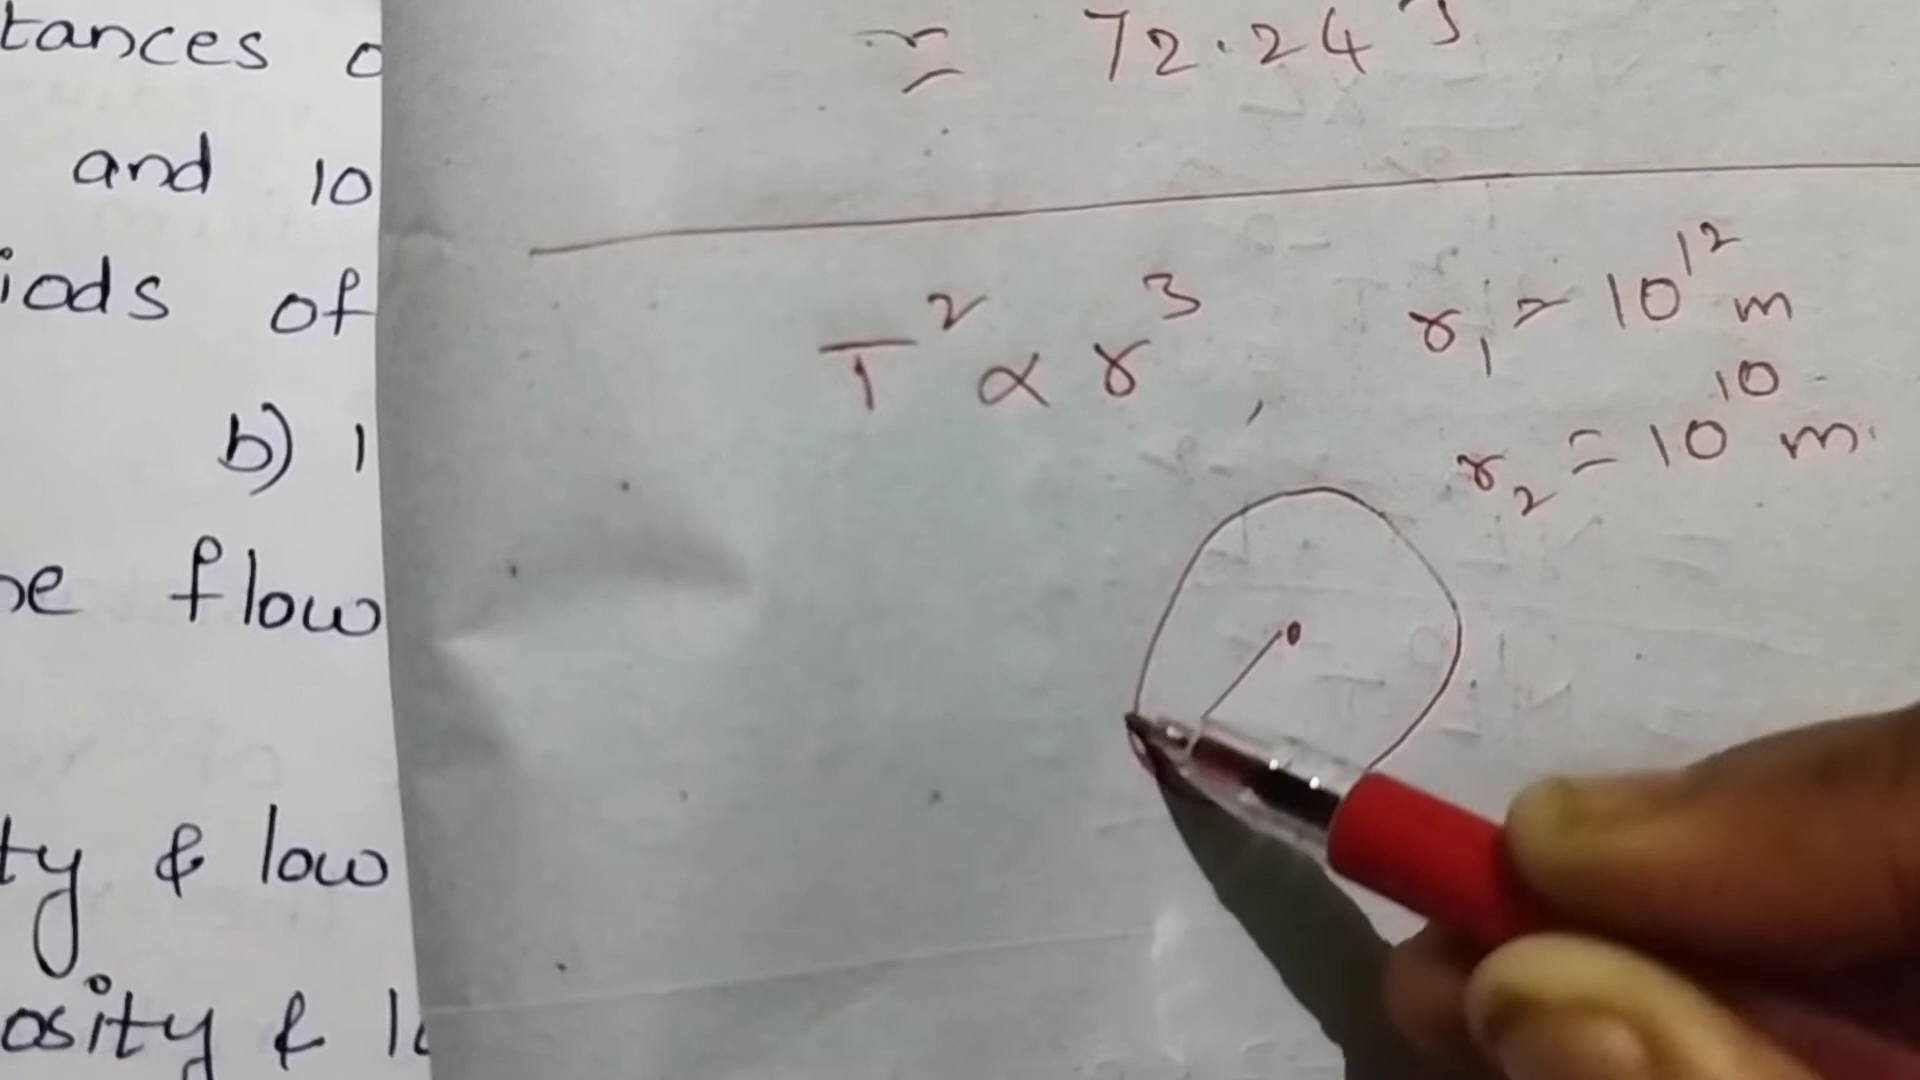 tances o
and 10
iods of
b) 1
flow
ty & low
osity & l
= 72.24 J
T² ∝ r³,
r₁ = 10¹² m
r₂ = 10¹⁰ m.